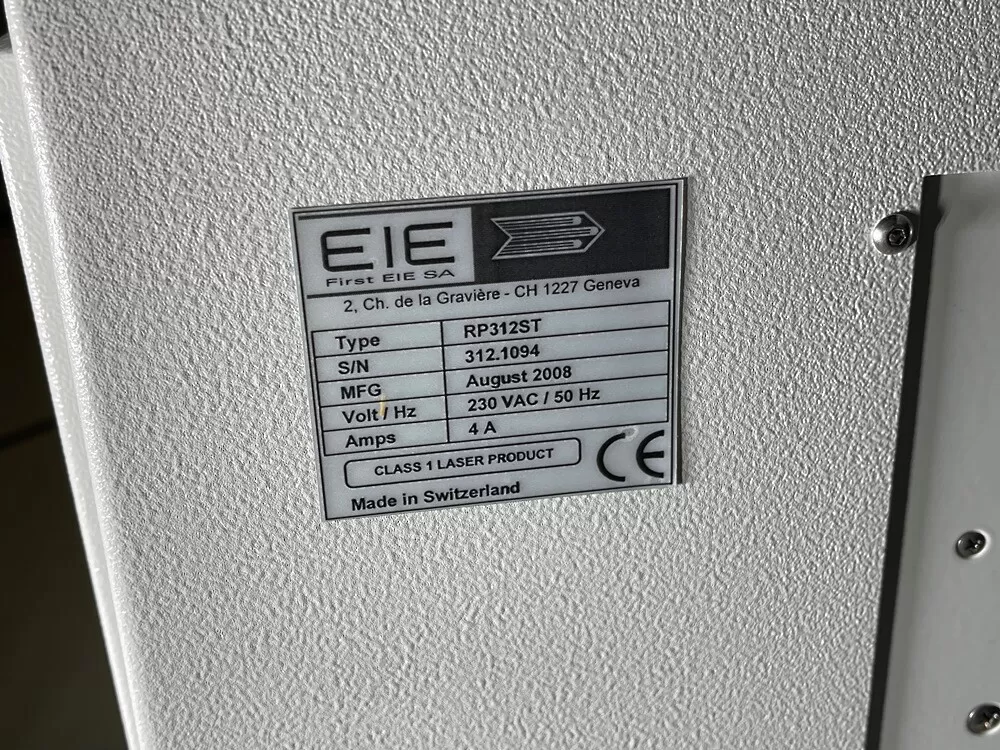 EIE
First EIE SA
2, Ch. de la Gravière - CH 1227 Geneva
Type RP312ST
S/N 312.1094
MFG August 2008
Volt / Hz 230 VAC / 50 Hz
Amps 4 A
CLASS 1 LASER PRODUCT
CE
Made in Switzerland